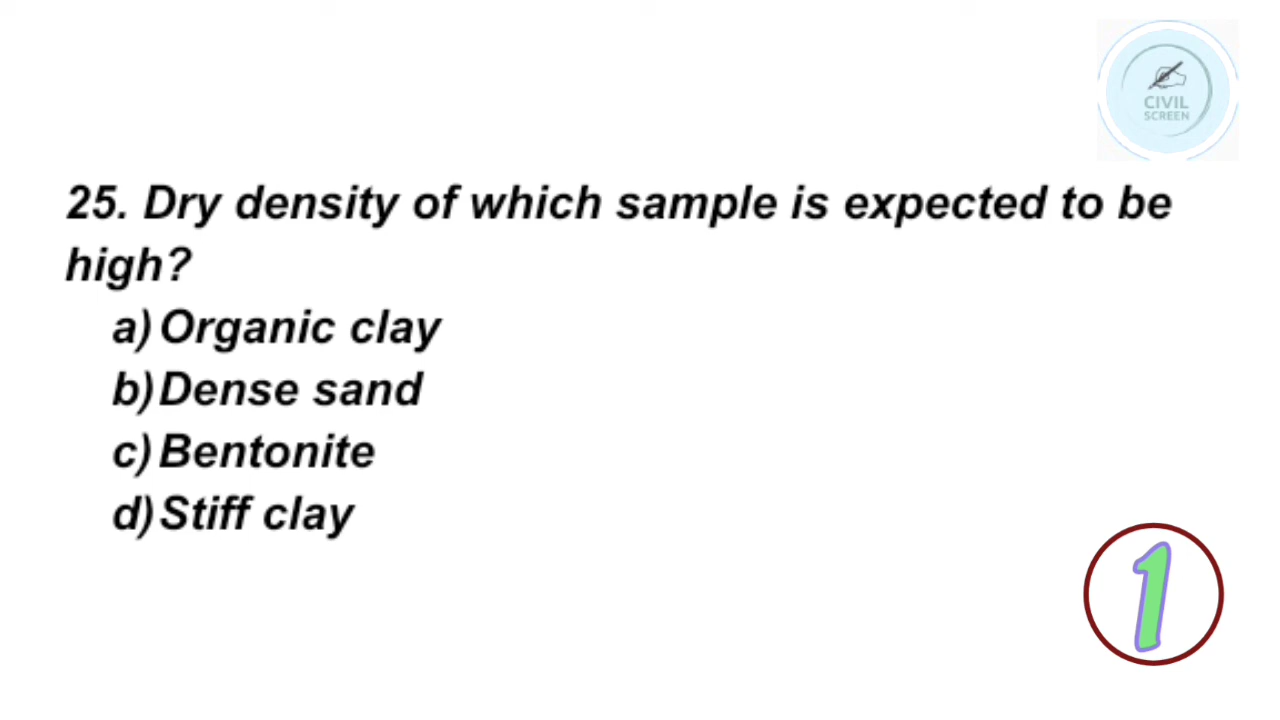 CIVIL
SCREEN
25. Dry density of which sample is expected to be
high?
a) Organic clay
b) Dense sand
c) Bentonite
d) Stiff clay
1